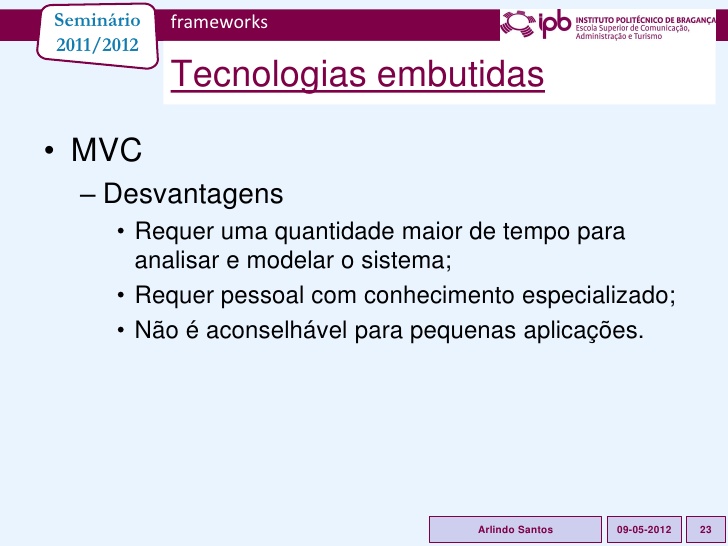 Seminário
2011/2012
frameworks
ipb INSTITUTO POLITÉCNICO DE BRAGANÇA
Escola Superior de Comunicação,
Administração e Turismo
Tecnologias embutidas
• MVC
– Desvantagens
• Requer uma quantidade maior de tempo para
analisar e modelar o sistema;
• Requer pessoal com conhecimento especializado;
• Não é aconselhável para pequenas aplicações.
Arlindo Santos 09-05-2012 23